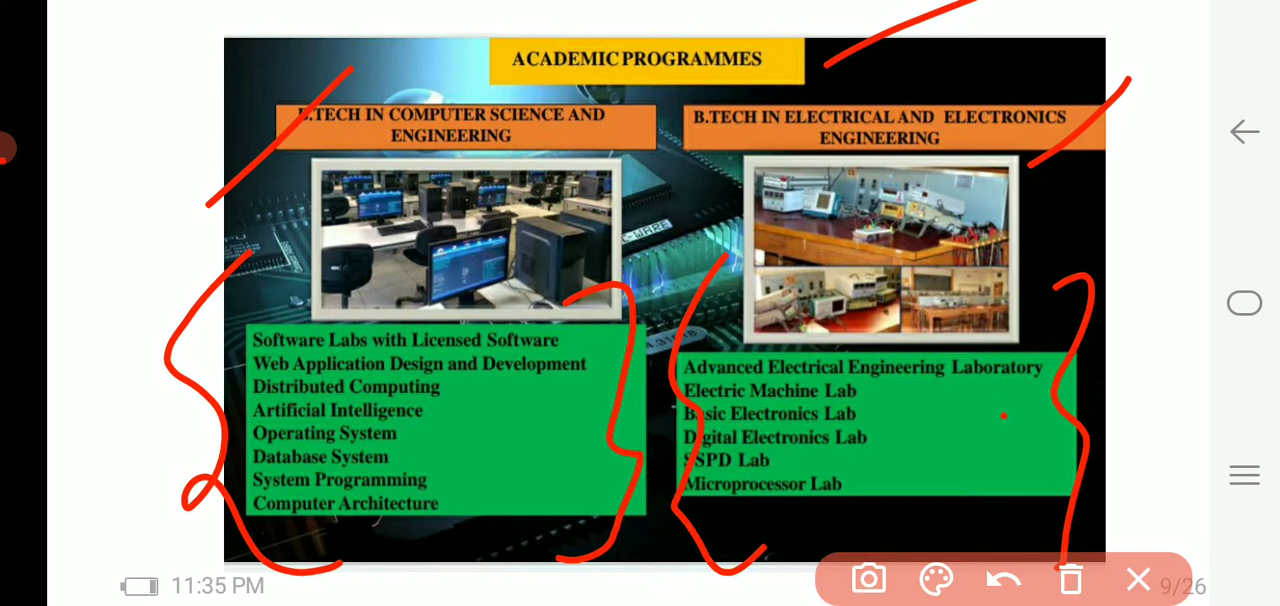 ACADEMIC PROGRAMMES
B.TECH IN COMPUTER SCIENCE AND
ENGINEERING
B.TECH IN ELECTRICAL AND ELECTRONICS
ENGINEERING
Software Labs with Licensed Software
Web Application Design and Development
Distributed Computing
Artificial Intelligence
Operating System
Database System
System Programming
Computer Architecture
Advanced Electrical Engineering Laboratory
Electric Machine Lab
Basic Electronics Lab
Digital Electronics Lab
SSPD Lab
Microprocessor Lab
11:35 PM
9/26